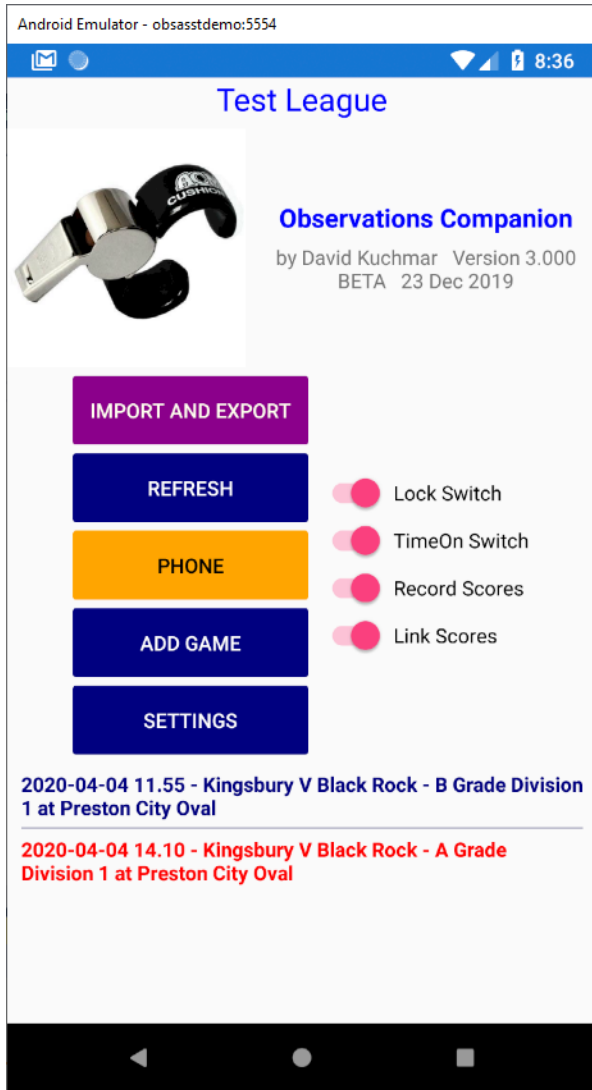 Android Emulator - obsasstdemo:5554
8:36
Test League
ACME
CUSHION
Observations Companion
by David Kuchmar Version 3.000
BETA 23 Dec 2019
IMPORT AND EXPORT
REFRESH
Lock Switch
TimeOn Switch
PHONE
Record Scores
ADD GAME
Link Scores
SETTINGS
2020-04-04 11.55 - Kingsbury V Black Rock - B Grade Division
1 at Preston City Oval
2020-04-04 14.10 - Kingsbury V Black Rock - A Grade
Division 1 at Preston City Oval